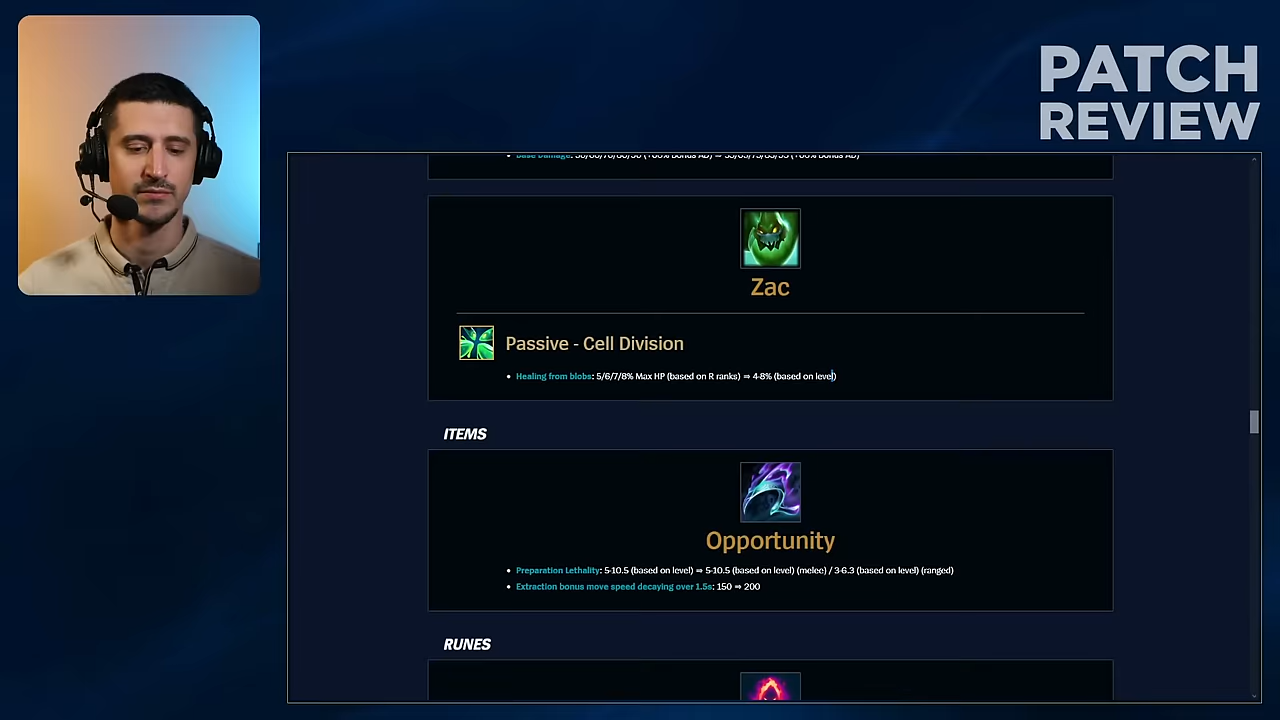 PATCH
REVIEW
Zac
Passive - Cell Division
• Healing from blobs: 5/6/7/8% Max HP (based on R ranks) ⇒ 4-8% (based on level)
ITEMS
Opportunity
• Preparation Lethality: 5-10.5 (based on level) ⇒ 5-10.5 (based on level) (melee) / 3-6.3 (based on level) (ranged)
• Extraction bonus move speed decaying over 1.5s: 150 ⇒ 200
RUNES